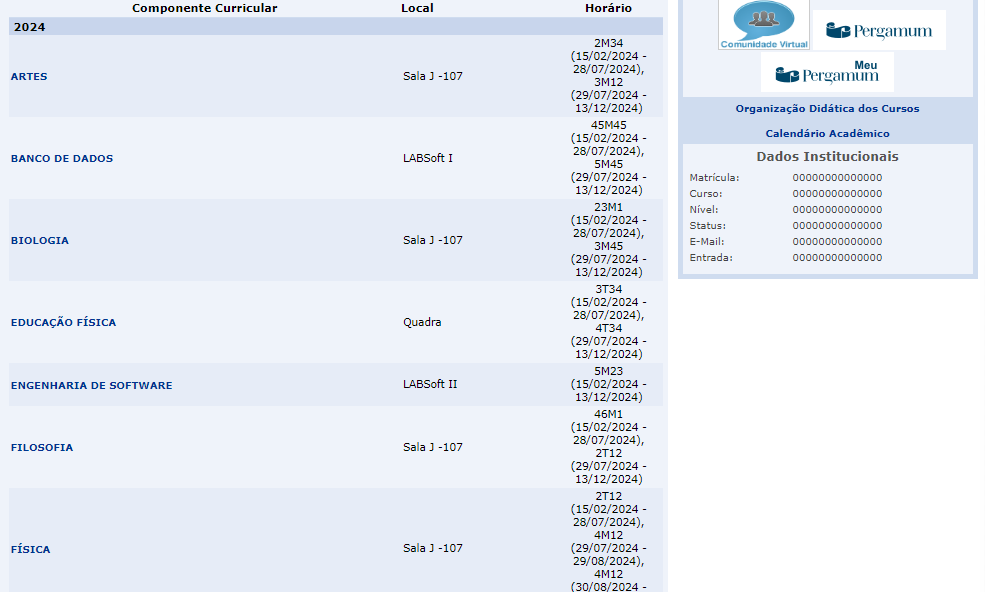 Componente Curricular Local Horário
2024
ARTES Sala J -107 2M34
(15/02/2024 -
28/07/2024),
3M12
(29/07/2024 -
13/12/2024)
BANCO DE DADOS LABSoft I 45M45
(15/02/2024 -
28/07/2024),
5M45
(29/07/2024 -
13/12/2024)
BIOLOGIA Sala J -107 23M1
(15/02/2024 -
28/07/2024),
3M45
(29/07/2024 -
13/12/2024)
EDUCAÇÃO FÍSICA Quadra 3T34
(15/02/2024 -
28/07/2024),
4T34
(29/07/2024 -
13/12/2024)
ENGENHARIA DE SOFTWARE LABSoft II 5M23
(15/02/2024 -
13/12/2024)
FILOSOFIA Sala J -107 46M1
(15/02/2024 -
28/07/2024),
2T12
(29/07/2024 -
13/12/2024)
FÍSICA Sala J -107 2T12
(15/02/2024 -
28/07/2024),
4M12
(29/07/2024 -
29/08/2024),
4M12
(30/08/2024 -
Comunidade Virtual
Pergamum
Meu
Pergamum
Organização Didática dos Cursos
Calendário Acadêmico
Dados Institucionais
Matrícula: 00000000000000
Curso: 00000000000000
Nível: 00000000000000
Status: 00000000000000
E-Mail: 00000000000000
Entrada: 00000000000000